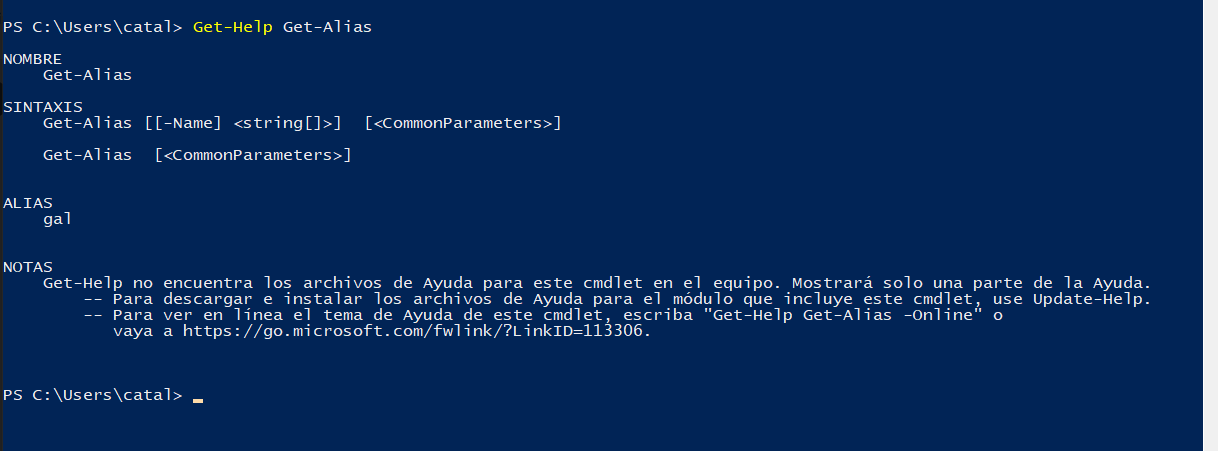 PS C:\Users\catal> Get-Help Get-Alias
NOMBRE
Get-Alias
SINTAXIS
Get-Alias [[-Name] <string[]>]  [<CommonParameters>]
Get-Alias  [<CommonParameters>]
ALIAS
gal
NOTAS
Get-Help no encuentra los archivos de Ayuda para este cmdlet en el equipo. Mostrará solo una parte de la Ayuda.
-- Para descargar e instalar los archivos de Ayuda para el módulo que incluye este cmdlet, use Update-Help.
-- Para ver en línea el tema de Ayuda de este cmdlet, escriba "Get-Help Get-Alias -Online" o
vaya a https://go.microsoft.com/fwlink/?LinkID=113306.
PS C:\Users\catal>